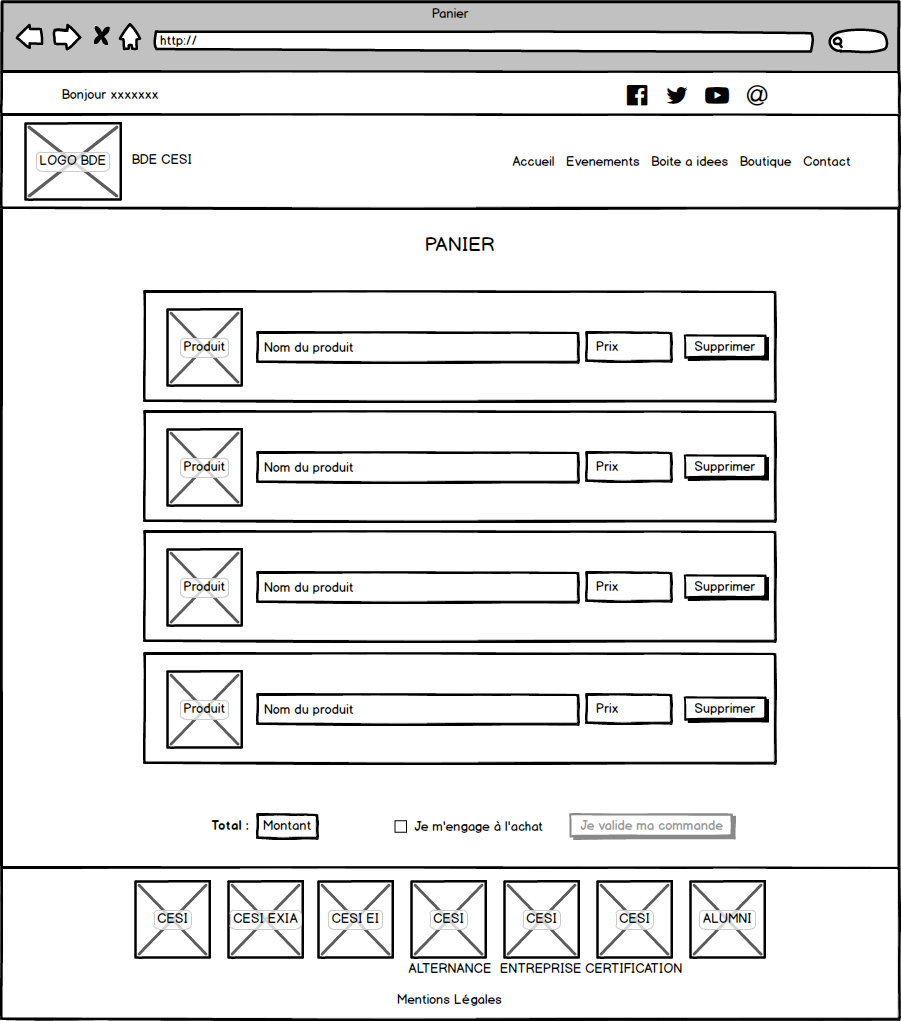 Panier
http://
Bonjour xxxxxxx
@
LOGO BDE
BDE CESI
Accueil Evenements Boite a idees Boutique Contact
PANIER
Produit Nom du produit Prix Supprimer
Produit Nom du produit Prix Supprimer
Produit Nom du produit Prix Supprimer
Produit Nom du produit Prix Supprimer
Total : Montant Je m'engage à l'achat Je valide ma commande
CESI CESI EXIA CESI EI CESI CESI CESI ALUMNI
ALTERNANCE ENTREPRISE CERTIFICATION
Mentions Légales